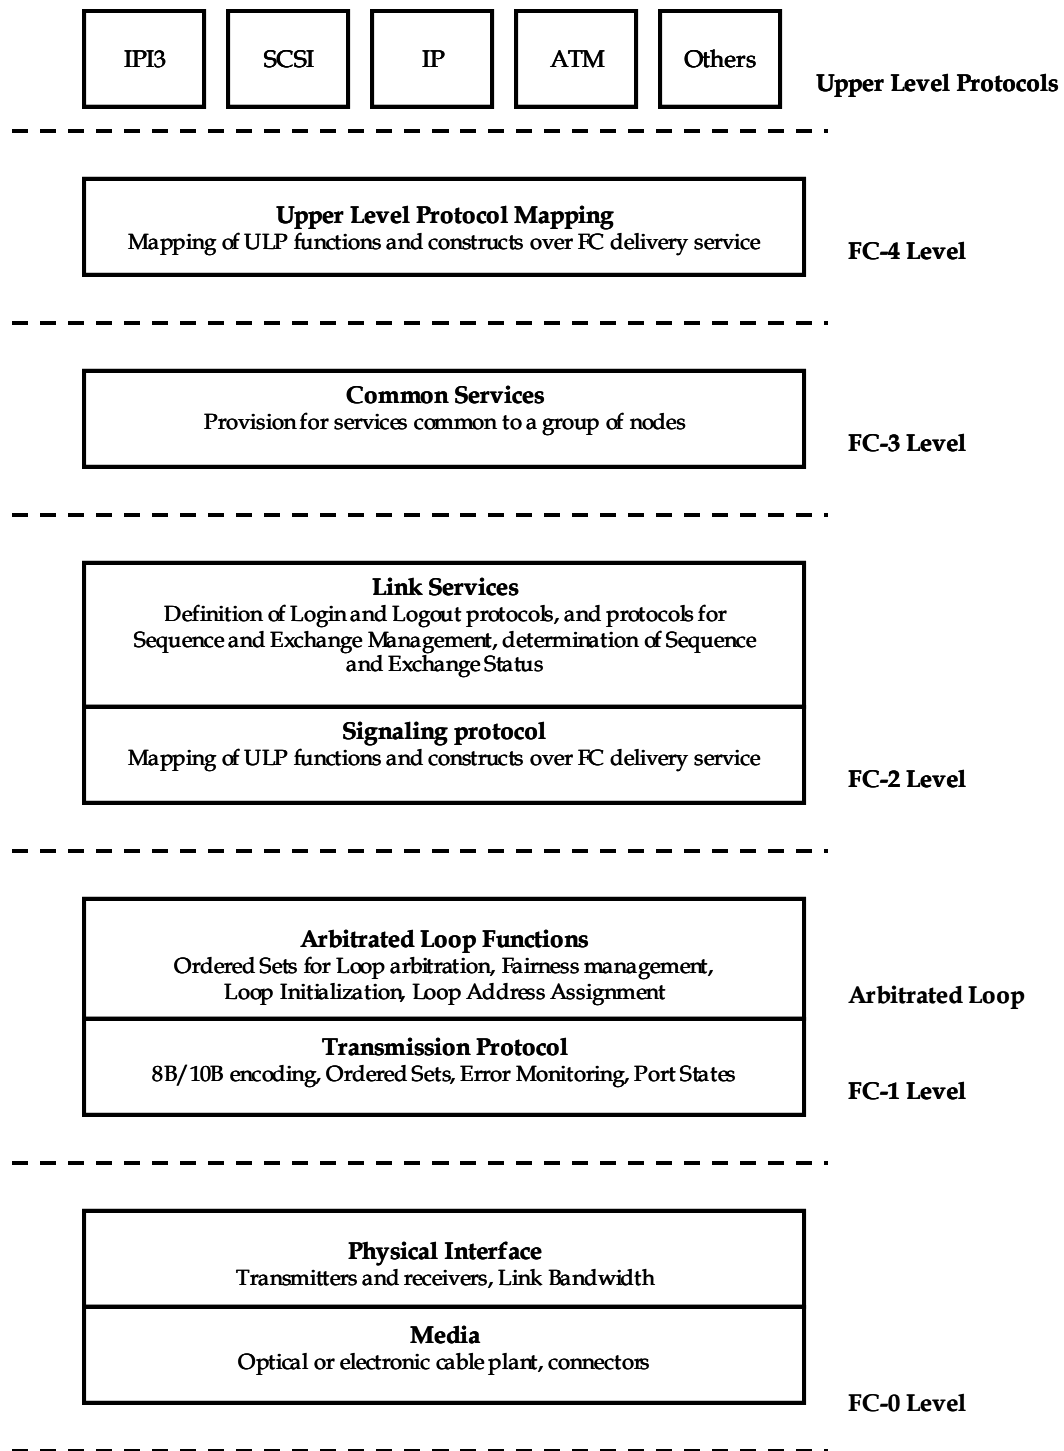 IPI3 SCSI IP ATM Others
Upper Level Protocols
Upper Level Protocol Mapping
Mapping of ULP functions and constructs over FC delivery service
FC-4 Level
Common Services
Provision for services common to a group of nodes
FC-3 Level
Link Services
Definition of Login and Logout protocols, and protocols for
Sequence and Exchange Management, determination of Sequence
and Exchange Status
Signaling protocol
Mapping of ULP functions and constructs over FC delivery service
FC-2 Level
Arbitrated Loop Functions
Ordered Sets for Loop arbitration, Fairness management,
Loop Initialization, Loop Address Assignment
Arbitrated Loop
Transmission Protocol
8B/10B encoding, Ordered Sets, Error Monitoring, Port States
FC-1 Level
Physical Interface
Transmitters and receivers, Link Bandwidth
Media
Optical or electronic cable plant, connectors
FC-0 Level